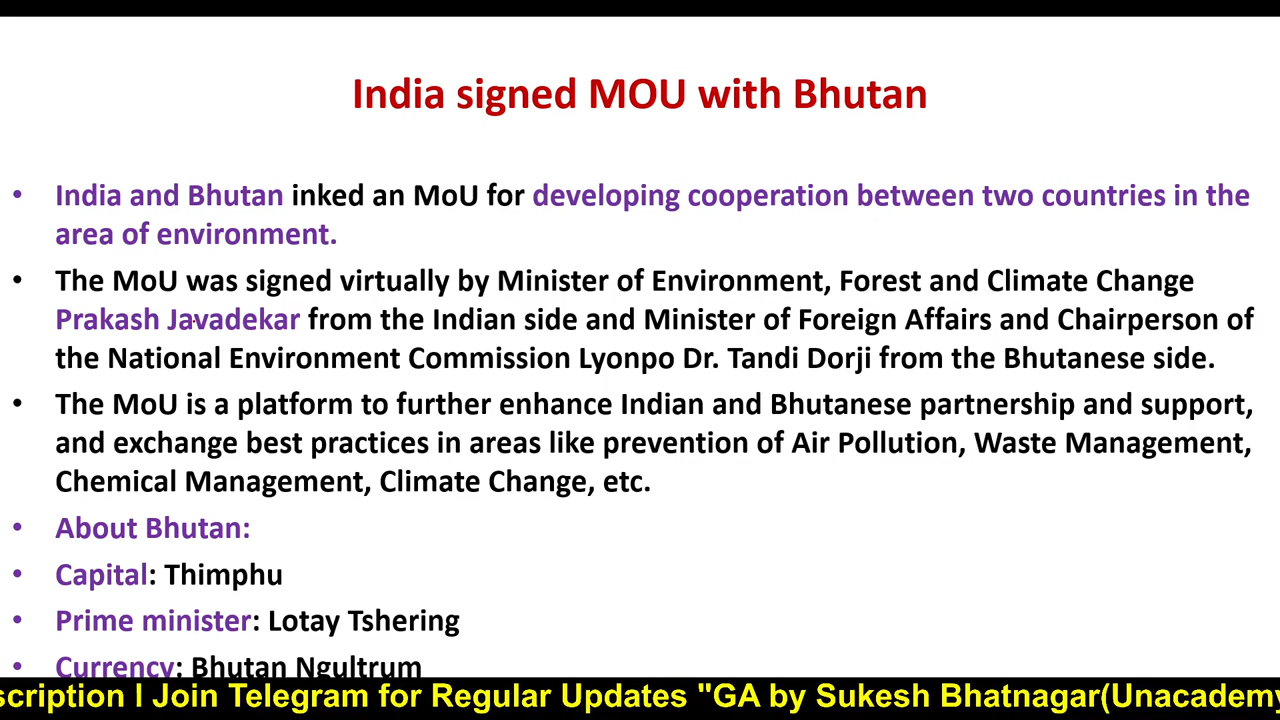 India signed MOU with Bhutan
• India and Bhutan inked an MoU for developing cooperation between two countries in the
area of environment.
• The MoU was signed virtually by Minister of Environment, Forest and Climate Change
Prakash Javadekar from the Indian side and Minister of Foreign Affairs and Chairperson of
the National Environment Commission Lyonpo Dr. Tandi Dorji from the Bhutanese side.
• The MoU is a platform to further enhance Indian and Bhutanese partnership and support,
and exchange best practices in areas like prevention of Air Pollution, Waste Management,
Chemical Management, Climate Change, etc.
• About Bhutan:
• Capital: Thimphu
• Prime minister: Lotay Tshering
• Currency: Bhutan Ngultrum
scription I Join Telegram for Regular Updates "GA by Sukesh Bhatnagar(Unacademy